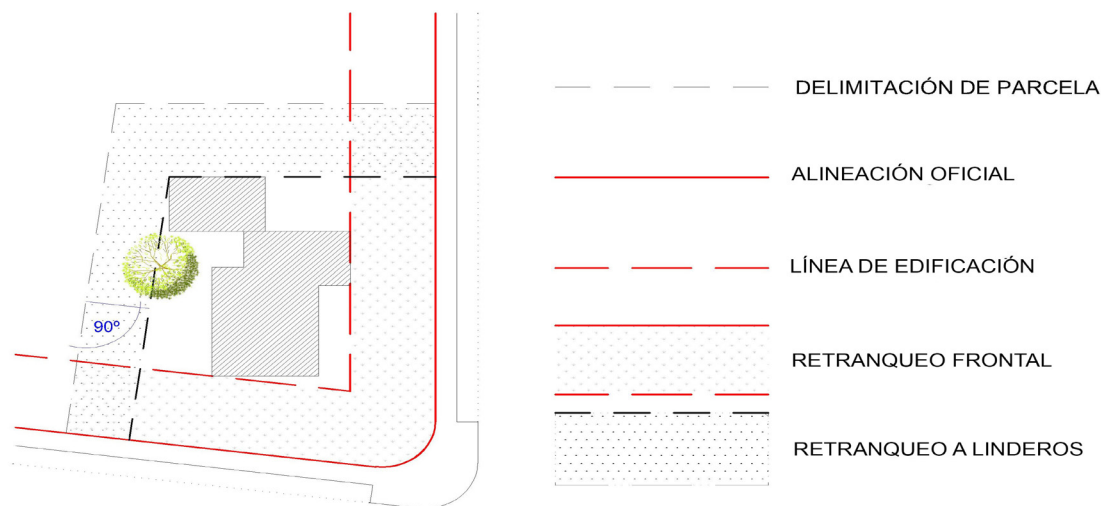 DELIMITACIÓN DE PARCELA
ALINEACIÓN OFICIAL
LÍNEA DE EDIFICACIÓN
90º
RETRANQUEO FRONTAL
RETRANQUEO A LINDEROS